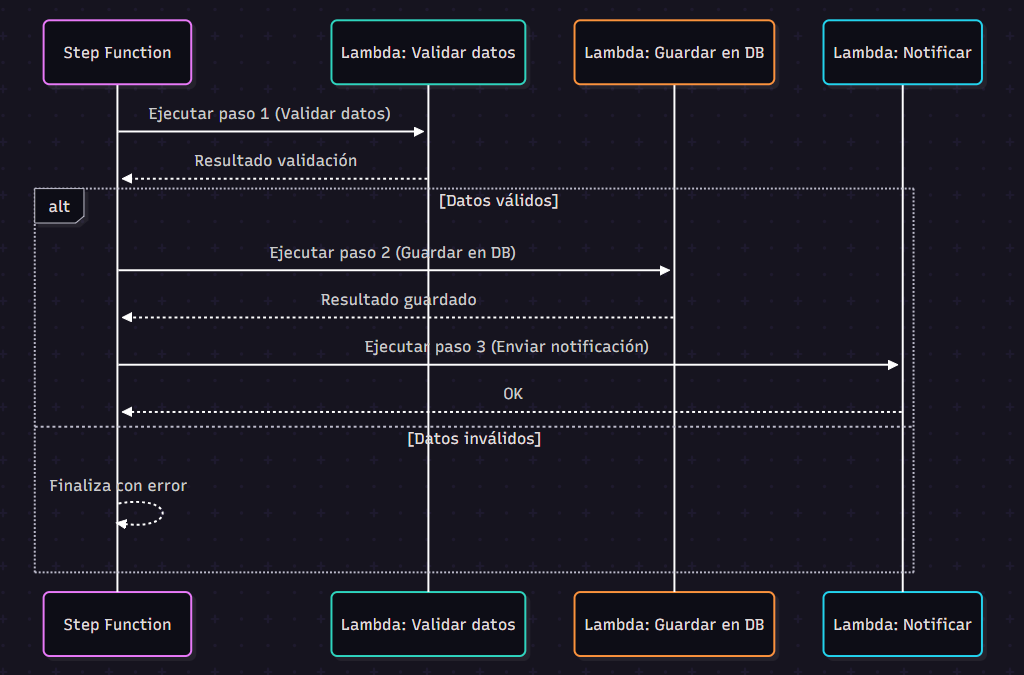 Step Function
Lambda: Validar datos
Lambda: Guardar en DB
Lambda: Notificar
Ejecutar paso 1 (Validar datos)
Resultado validación
alt
[Datos válidos]
Ejecutar paso 2 (Guardar en DB)
Resultado guardado
Ejecutar paso 3 (Enviar notificación)
OK
[Datos inválidos]
Finaliza con error
Step Function
Lambda: Validar datos
Lambda: Guardar en DB
Lambda: Notificar